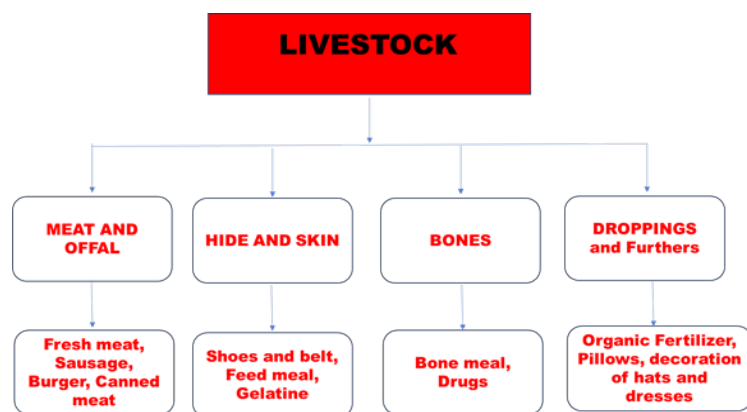 LIVESTOCK
MEAT AND
OFFAL
HIDE AND SKIN
BONES
DROPPINGS
and Furthers
Fresh meat,
Sausage,
Burger, Canned
meat
Shoes and belt,
Feed meal,
Gelatine
Bone meal,
Drugs
Organic Fertilizer,
Pillows, decoration
of hats and
dresses